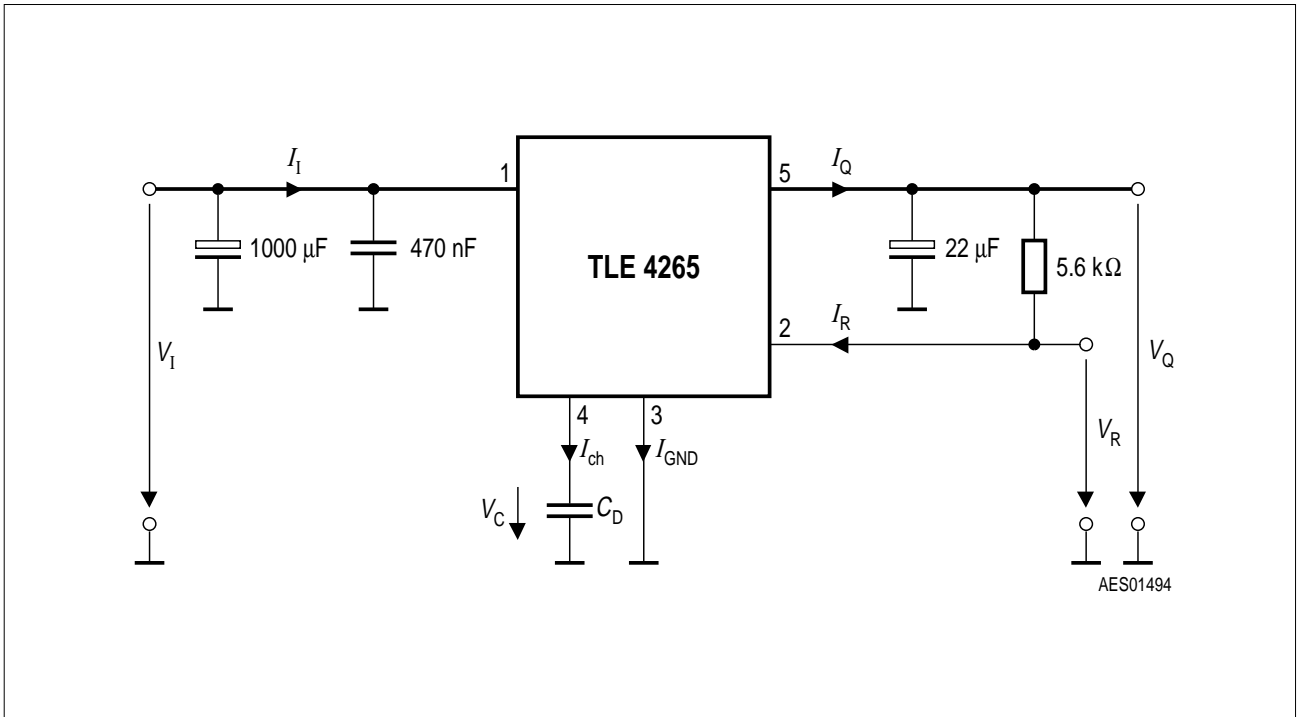 I_I
1
5
I_Q
1000 μF
470 nF
TLE 4265
22 μF
5.6 kΩ
V_I
2
I_R
V_Q
4
3
I_ch
I_GND
V_R
V_C
C_D
AES01494